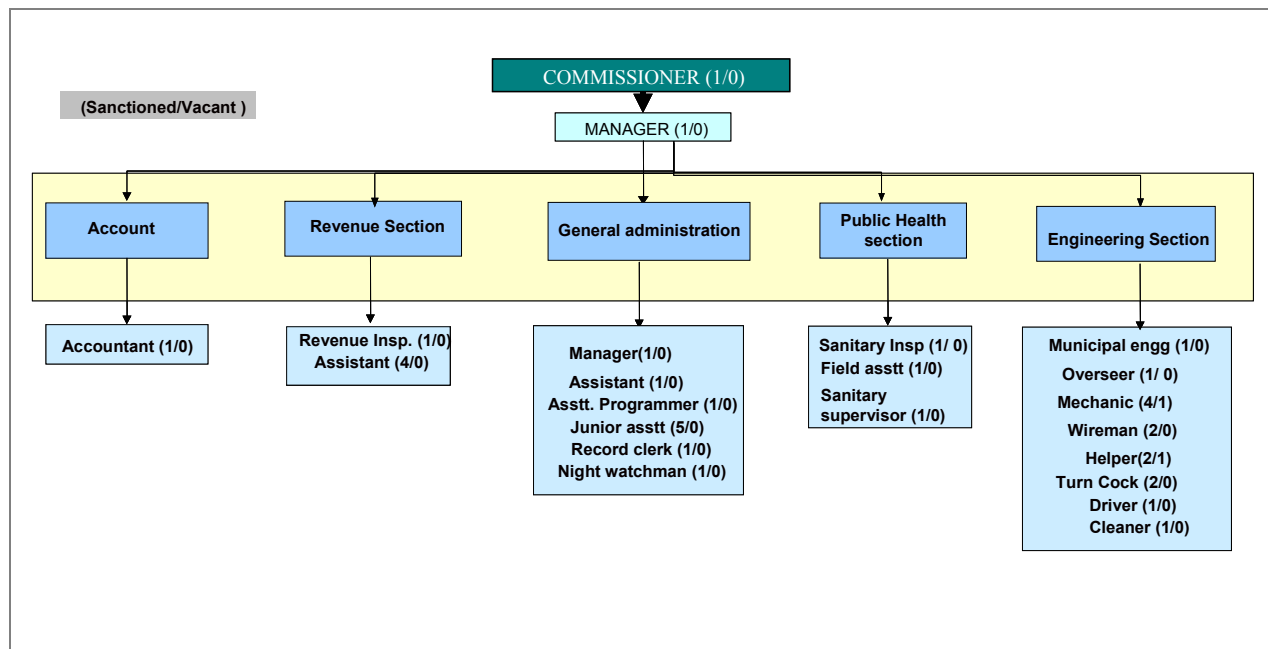 COMMISSIONER (1/0)
(Sanctioned/Vacant )
MANAGER (1/0)
Account
Revenue Section
General administration
Public Health
section
Engineering Section
Accountant (1/0)
Revenue Insp. (1/0)
Assistant (4/0)
Manager(1/0)
Assistant (1/0)
Asstt. Programmer (1/0)
Junior asstt (5/0)
Record clerk (1/0)
Night watchman (1/0)
Sanitary Insp (1/ 0)
Field asstt (1/0)
Sanitary
supervisor (1/0)
Municipal engg (1/0)
Overseer (1/ 0)
Mechanic (4/1)
Wireman (2/0)
Helper(2/1)
Turn Cock (2/0)
Driver (1/0)
Cleaner (1/0)